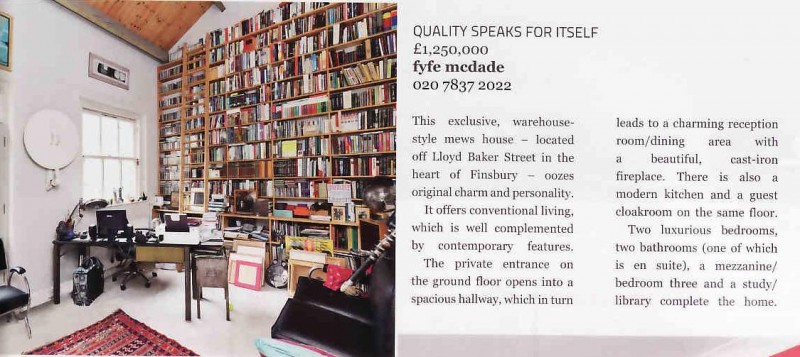 QUALITY SPEAKS FOR ITSELF
£1,250,000
fyfe mcdade
020 7837 2022
This exclusive, warehouse-
style mews house – located
off Lloyd Baker Street in the
heart of Finsbury – oozes
original charm and personality.
It offers conventional living,
which is well complemented
by contemporary features.
The private entrance on
the ground floor opens into a
spacious hallway, which in turn
leads to a charming reception
room/dining area with
a beautiful, cast-iron
fireplace. There is also a
modern kitchen and a guest
cloakroom on the same floor.
Two luxurious bedrooms,
two bathrooms (one of which
is en suite), a mezzanine/
bedroom three and a study/
library complete the home.